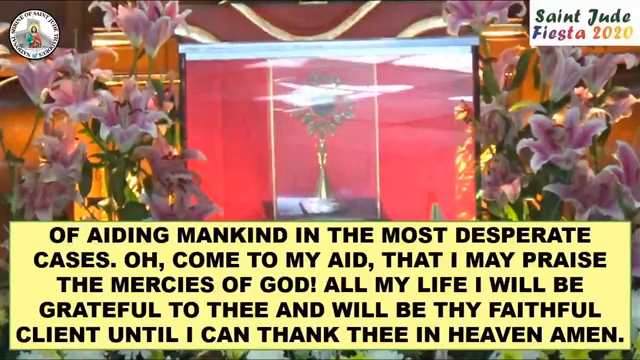 Saint Jude
Fiesta 2020
OF AIDING MANKIND IN THE MOST DESPERATE
CASES. OH, COME TO MY AID, THAT I MAY PRAISE
THE MERCIES OF GOD! ALL MY LIFE I WILL BE
GRATEFUL TO THEE AND WILL BE THY FAITHFUL
CLIENT UNTIL I CAN THANK THEE IN HEAVEN AMEN.